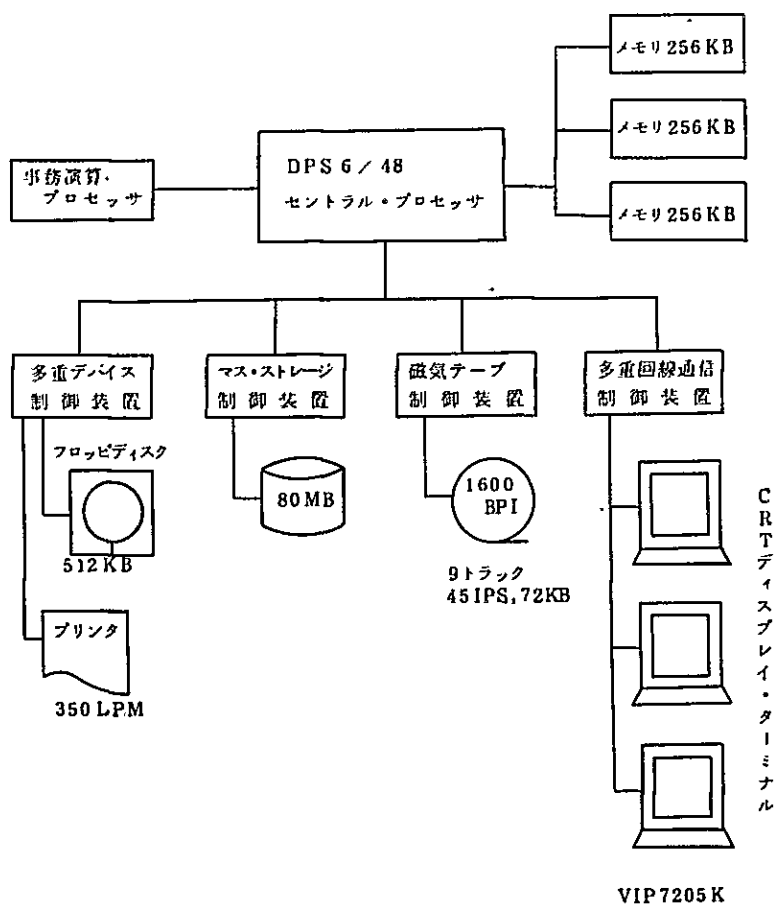 メモリ256KB
メモリ256KB
メモリ256KB
DPS 6/48
セントラル・プロセッサ
事務演算・
プロセッサ
多重デバイス
制御装置
マス・ストレージ
制御装置
磁気テープ
制御装置
多重回線通信
制御装置
フロッピディスク
512KB
80MB
1600
BPI
9トラック
45IPS,72KB
プリンタ
350LPM
CRTディスプレイ・ターミナル
VIP7205K